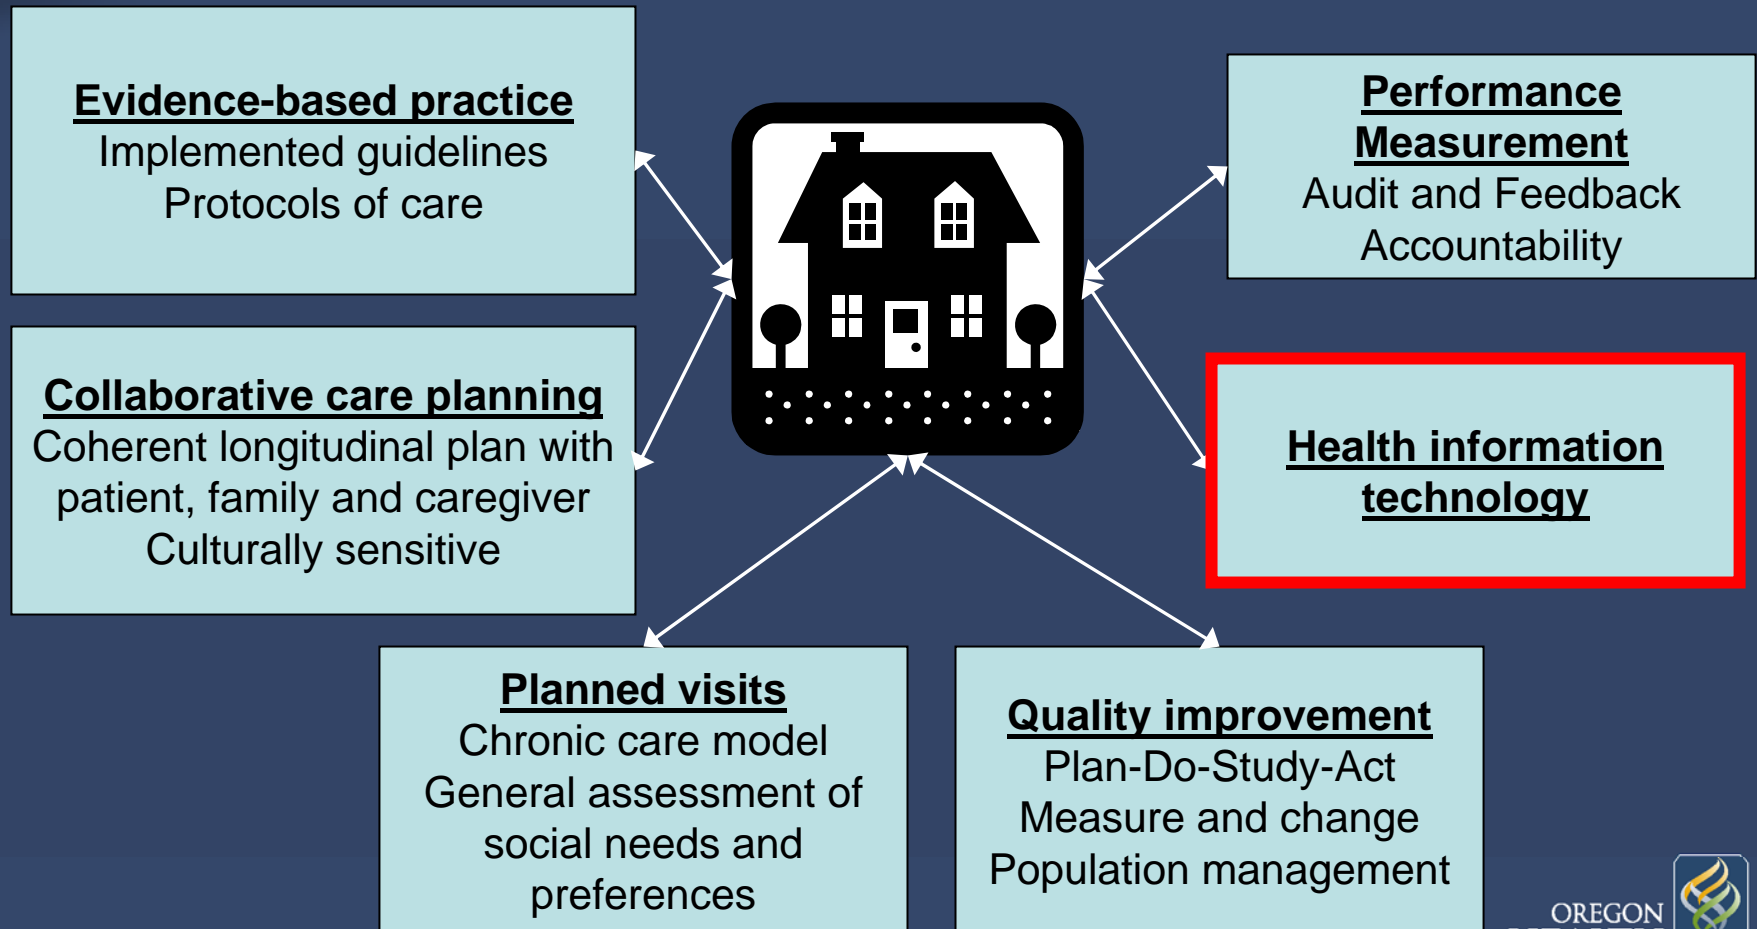 Evidence-based practice
Implemented guidelines
Protocols of care
Performance
Measurement
Audit and Feedback
Accountability
Collaborative care planning
Coherent longitudinal plan with
patient, family and caregiver
Culturally sensitive
Health information
technology
Planned visits
Chronic care model
General assessment of
social needs and
preferences
Quality improvement
Plan-Do-Study-Act
Measure and change
Population management
OREGON